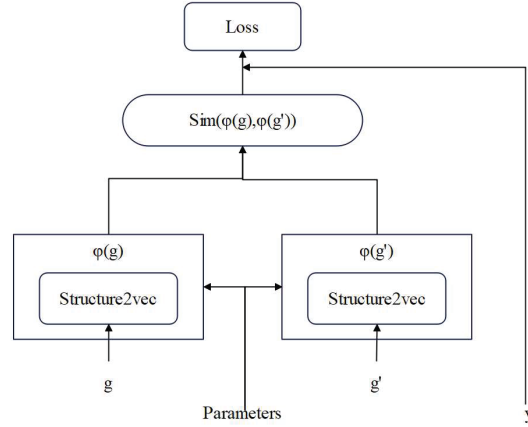 Loss
Sim(φ(g),φ(g'))
φ(g)
φ(g')
Structure2vec
Structure2vec
g
g'
Parameters